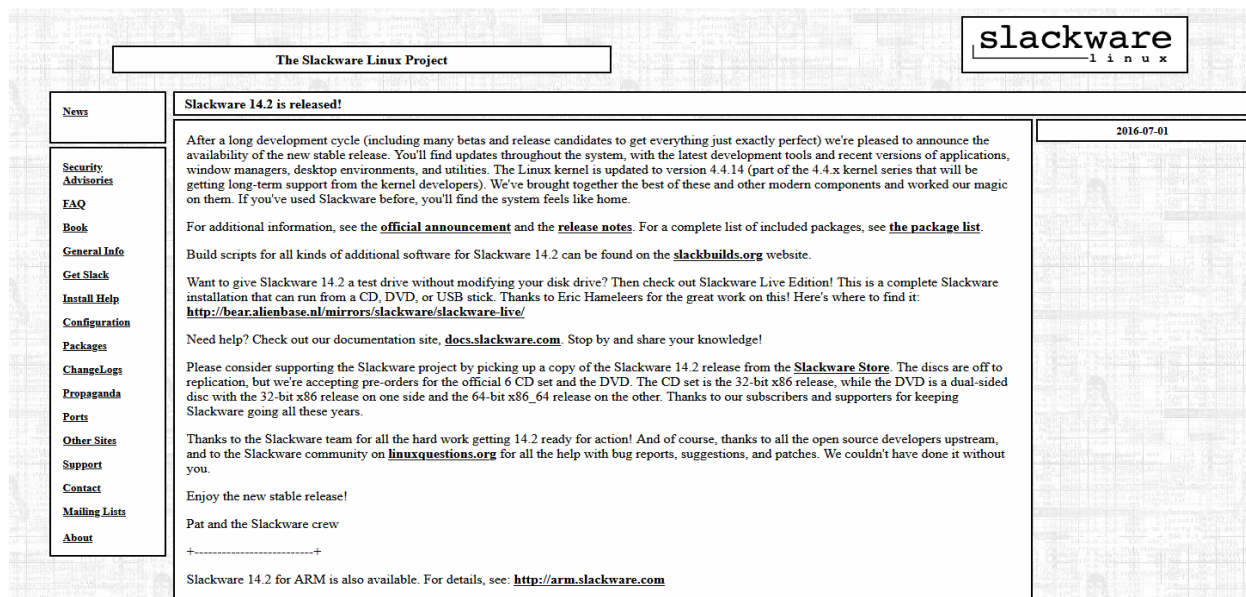 slackware
linux
The Slackware Linux Project
News
Security
Advisories
FAQ
Book
General Info
Get Slack
Install Help
Configuration
Packages
ChangeLogs
Propaganda
Ports
Other Sites
Support
Contact
Mailing Lists
About
Slackware 14.2 is released!
2016-07-01
After a long development cycle (including many betas and release candidates to get everything just exactly perfect) we're pleased to announce the
availability of the new stable release. You'll find updates throughout the system, with the latest development tools and recent versions of applications,
window managers, desktop environments, and utilities. The Linux kernel is updated to version 4.4.14 (part of the 4.4.x kernel series that will be
getting long-term support from the kernel developers). We've brought together the best of these and other modern components and worked our magic
on them. If you've used Slackware before, you'll find the system feels like home.
For additional information, see the official announcement and the release notes. For a complete list of included packages, see the package list.
Build scripts for all kinds of additional software for Slackware 14.2 can be found on the slackbuilds.org website.
Want to give Slackware 14.2 a test drive without modifying your disk drive? Then check out Slackware Live Edition! This is a complete Slackware
installation that can run from a CD, DVD, or USB stick. Thanks to Eric Hameleers for the great work on this! Here's where to find it:
http://bear.alienbase.nl/mirrors/slackware/slackware-live/
Need help? Check out our documentation site, docs.slackware.com. Stop by and share your knowledge!
Please consider supporting the Slackware project by picking up a copy of the Slackware 14.2 release from the Slackware Store. The discs are off to
replication, but we're accepting pre-orders for the official 6 CD set and the DVD. The CD set is the 32-bit x86 release, while the DVD is a dual-sided
disc with the 32-bit x86 release on one side and the 64-bit x86_64 release on the other. Thanks to our subscribers and supporters for keeping
Slackware going all these years.
Thanks to the Slackware team for all the hard work getting 14.2 ready for action! And of course, thanks to all the open source developers upstream,
and to the Slackware community on linuxquestions.org for all the help with bug reports, suggestions, and patches. We couldn't have done it without
you.
Enjoy the new stable release!
Pat and the Slackware crew
+--------------------------+
Slackware 14.2 for ARM is also available. For details, see: http://arm.slackware.com